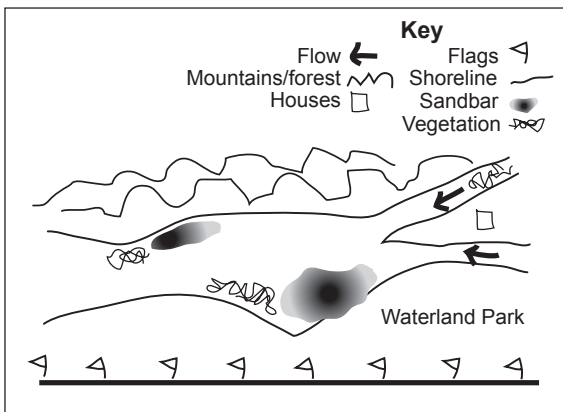 Key
Flow Flags
Mountains/forest Shoreline
Houses Sandbar
Vegetation
Waterland Park